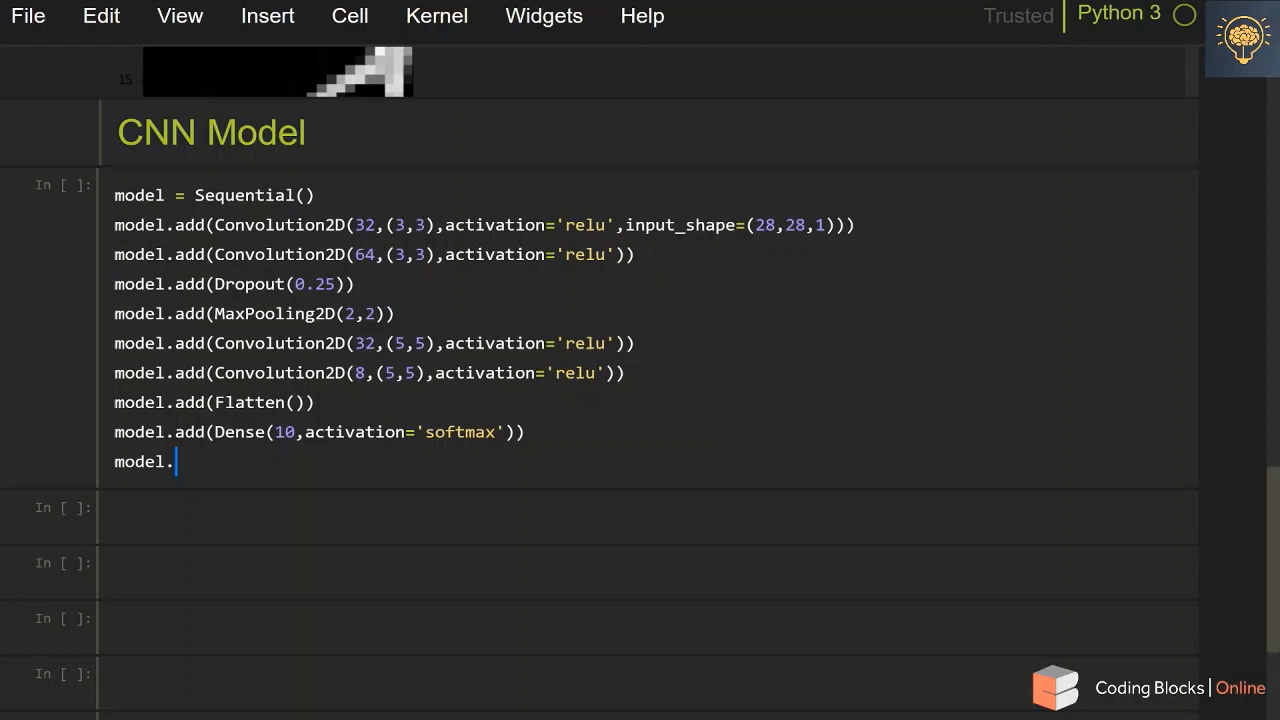 File Edit View Insert Cell Kernel Widgets Help Trusted Python 3
15
CNN Model
In [ ]:
model = Sequential()
model.add(Convolution2D(32,(3,3),activation='relu',input_shape=(28,28,1)))
model.add(Convolution2D(64,(3,3),activation='relu'))
model.add(Dropout(0.25))
model.add(MaxPooling2D(2,2))
model.add(Convolution2D(32,(5,5),activation='relu'))
model.add(Convolution2D(8,(5,5),activation='relu'))
model.add(Flatten())
model.add(Dense(10,activation='softmax'))
model.
In [ ]:
In [ ]:
In [ ]:
In [ ]:
Coding Blocks | Online